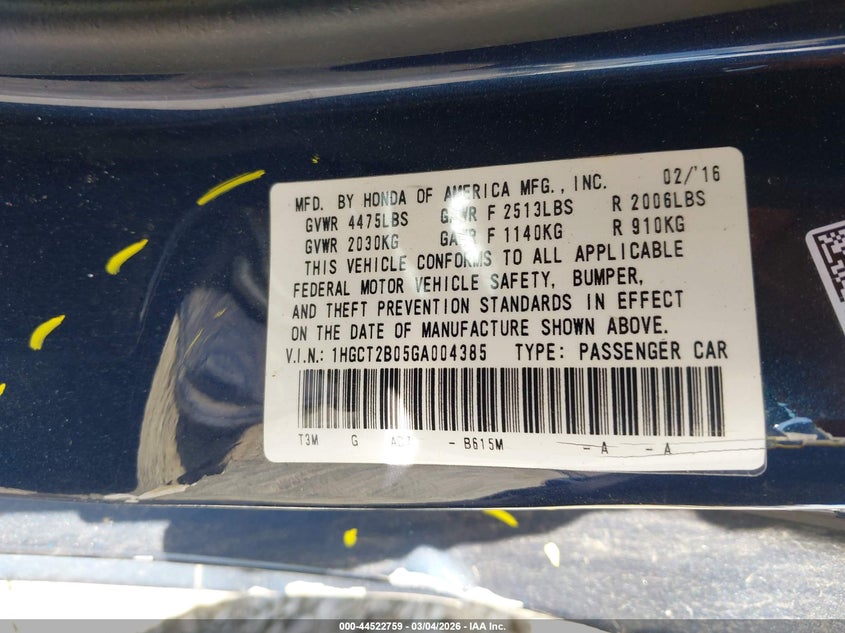 MFD. BY HONDA OF AMERICA MFG., INC. 02/'16
GVWR 4475LBS GAWR F 2513LBS R 2006LBS
GVWR 2030KG GAWR F 1140KG R 910KG
THIS VEHICLE CONFORMS TO ALL APPLICABLE
FEDERAL MOTOR VEHICLE SAFETY, BUMPER,
AND THEFT PREVENTION STANDARDS IN EFFECT
ON THE DATE OF MANUFACTURE SHOWN ABOVE.
V.I.N.: 1HGCT2B05GA004385 TYPE: PASSENGER CAR
T3M G - B615M - A - A
000-44522759 - 03/04/2026 - IAA Inc.